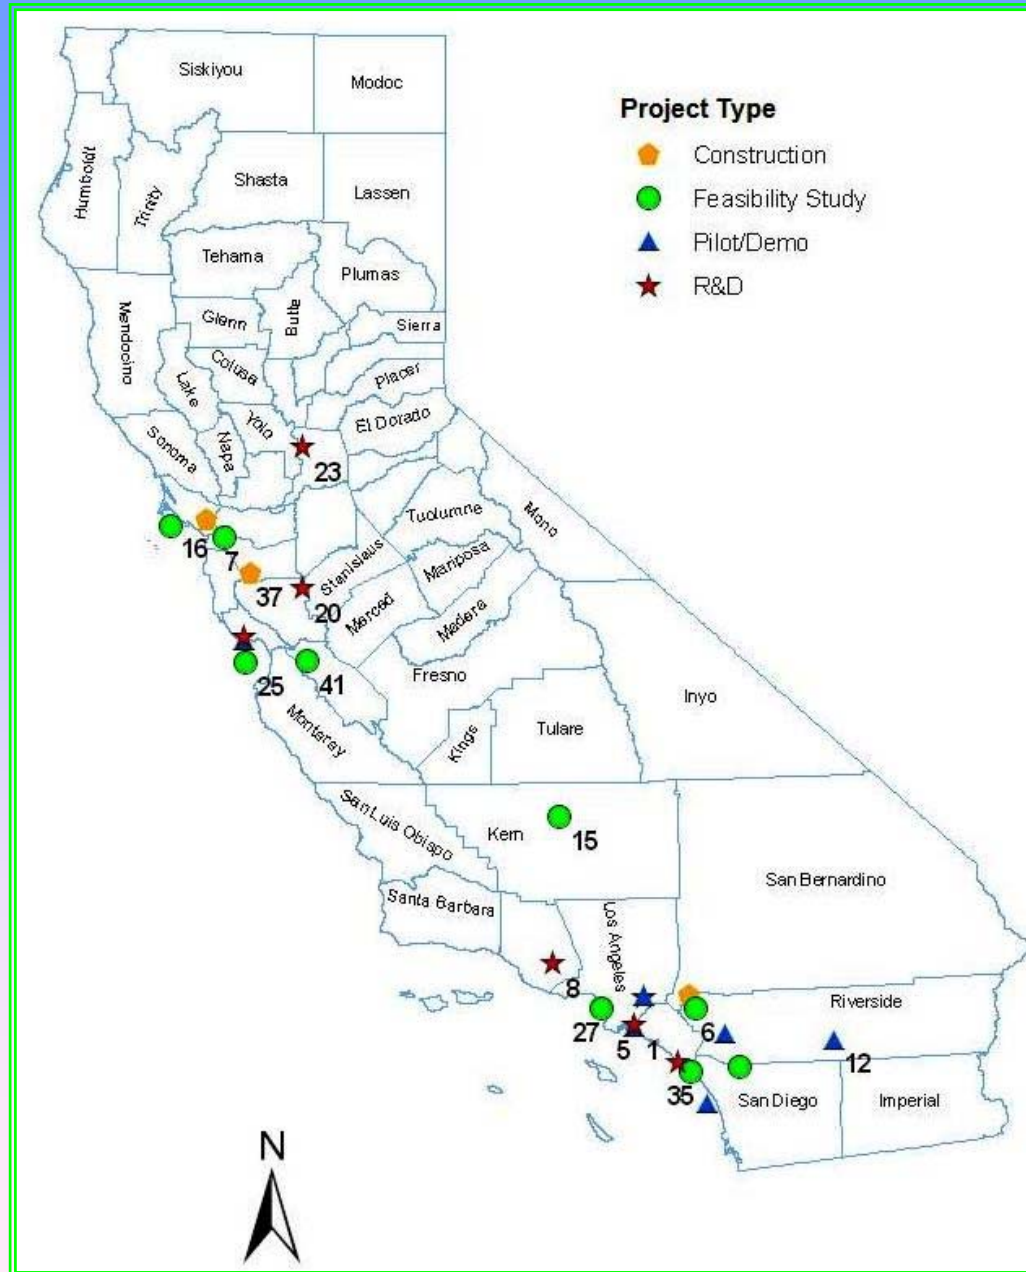 Siskiyou
Modoc
Project Type
Construction
Feasibility Study
Pilot/Demo
R&D
Humboldt
Trinity
Shasta
Lassen
Tehama
Plumas
Glenn
Butte
Sierra
Mendocino
Lake
Colusa
Placer
Sonoma
Napa
Yolo
El Dorado
23
Tuolumne
Mono
16
7
Stanislaus
Mariposa
37
20
Merced
Madera
25
41
Fresno
Inyo
Monteray
Kings
Tulare
San Luis Obispo
Kern
15
San Bernardino
Santa Barbara
Los Angeles
8
Riverside
27
5
1
6
12
35
San Diego
Imperial
N